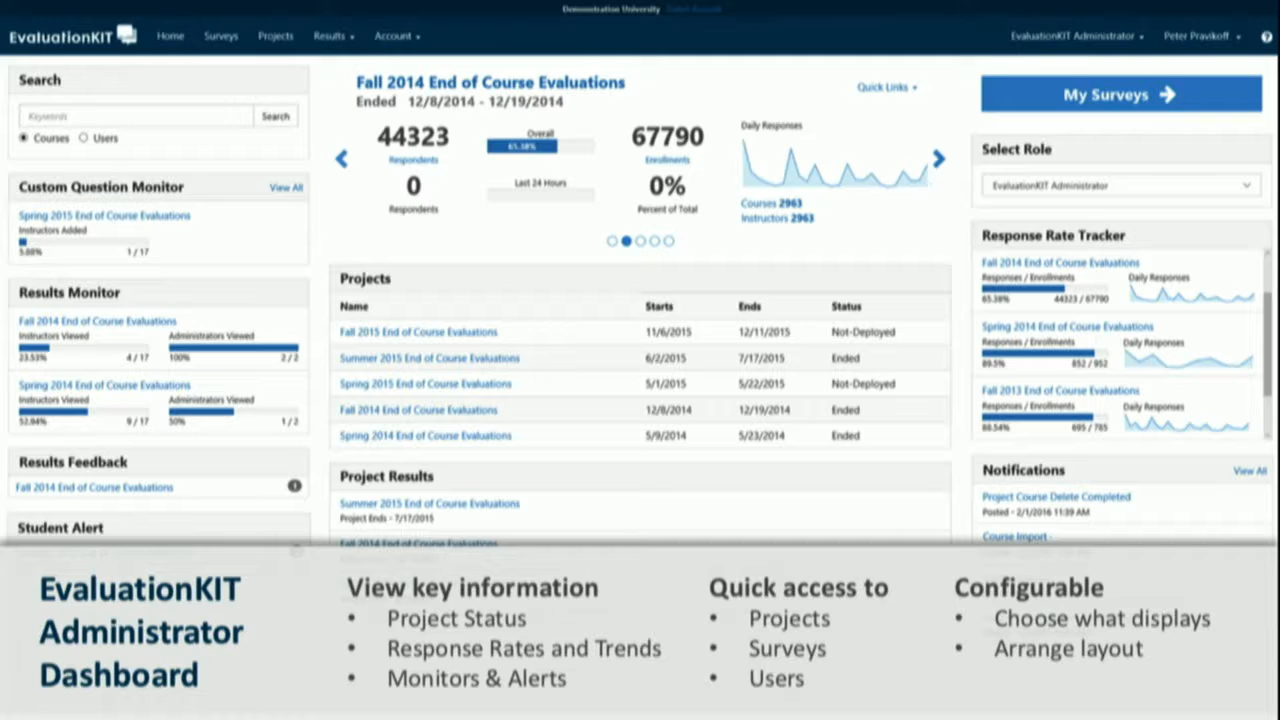 Demonstration University
EvaluationKIT
Home Surveys Projects Results Account
EvaluationKIT Administrator Peter Pravikoff
Search
Keywords
Search
Courses Users
Custom Question Monitor View All
Spring 2015 End of Course Evaluations
Instructors Added
5.88% 1 / 17
Results Monitor
Fall 2014 End of Course Evaluations
Instructors Viewed Administrators Viewed
23.53% 4 / 17 100% 2 / 2
Spring 2014 End of Course Evaluations
Instructors Viewed Administrators Viewed
52.94% 9 / 17 50% 1 / 2
Results Feedback
Fall 2014 End of Course Evaluations
Student Alert
Fall 2014 End of Course Evaluations
Ended 12/8/2014 - 12/19/2014
Quick Links
44323 Overall 67790
Respondents 65.38% Enrollments
0 Last 24 Hours 0%
Respondents Percent of Total
Daily Responses
Courses 2963
Instructors 2963
Projects
Name Starts Ends Status
Fall 2015 End of Course Evaluations 11/6/2015 12/11/2015 Not-Deployed
Summer 2015 End of Course Evaluations 6/2/2015 7/17/2015 Ended
Spring 2015 End of Course Evaluations 5/1/2015 5/22/2015 Not-Deployed
Fall 2014 End of Course Evaluations 12/8/2014 12/19/2014 Ended
Spring 2014 End of Course Evaluations 5/9/2014 5/23/2014 Ended
Project Results
Summer 2015 End of Course Evaluations
Project Ends - 7/17/2015
Fall 2014 End of Course Evaluations
My Surveys
Select Role
EvaluationKIT Administrator
Response Rate Tracker
Fall 2014 End of Course Evaluations
Responses / Enrollments Daily Responses
65.38% 44323 / 67790
Spring 2014 End of Course Evaluations
Responses / Enrollments Daily Responses
89.5% 852 / 952
Fall 2013 End of Course Evaluations
Responses / Enrollments Daily Responses
88.54% 695 / 785
Notifications View All
Project Course Delete Completed
Posted - 2/1/2016 11:39 AM
Course Import -
EvaluationKIT
Administrator
Dashboard
View key information
• Project Status
• Response Rates and Trends
• Monitors & Alerts
Quick access to
• Projects
• Surveys
• Users
Configurable
• Choose what displays
• Arrange layout